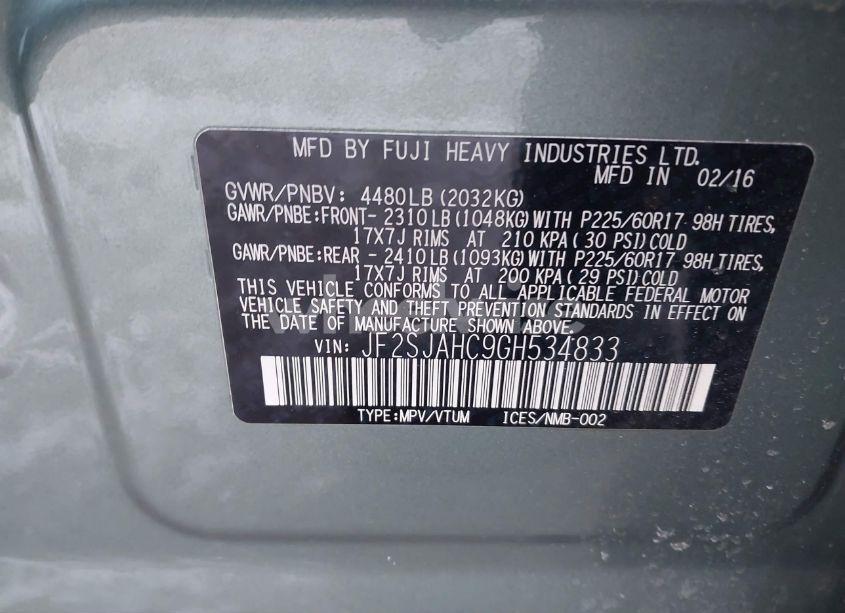 MFD BY FUJI HEAVY INDUSTRIES LTD.
MFD IN 02/16
GVWR/PNBV: 4480LB (2032KG)
GAWR/PNBE:FRONT- 2310LB (1048KG) WITH P225/60R17 98H TIRES,
17X7J RIMS AT 210 KPA ( 30 PSI) COLD
GAWR/PNBE:REAR - 2410LB (1093KG) WITH P225/60R17 98H TIRES,
17X7J RIMS AT 200 KPA ( 29 PSI) COLD
THIS VEHICLE CONFORMS TO ALL APPLICABLE FEDERAL MOTOR
VEHICLE SAFETY AND THEFT PREVENTION STANDARDS IN EFFECT ON
THE DATE OF MANUFACTURE SHOWN ABOVE.
VIN: JF2SJAHC9GH534833
TYPE:MPV/VTUM ICES/NMB-002